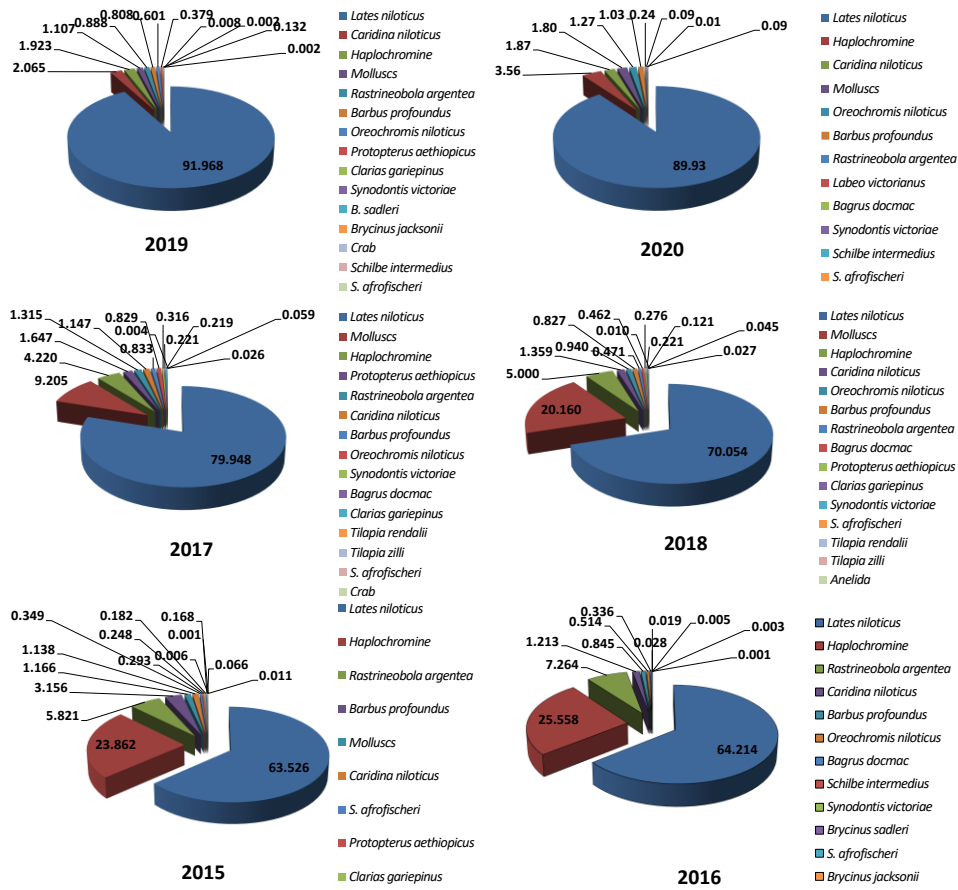 0.808
0.601
0.379
0.008
0.002
0.132
0.002
0.888
1.107
1.923
2.065
91.968
2019
Lates niloticus
Caridina niloticus
Haplochromine
Molluscs
Rastrineobola argentea
Barbus profoundus
Oreochromis niloticus
Protopterus aethiopicus
Clarias gariepinus
Synodontis victoriae
B. sadleri
Brycinus jacksonii
Crab
Schilbe intermedius
S. afrofischeri
1.03
0.24
0.09
0.01
0.09
1.27
1.80
1.87
3.56
89.93
2020
Lates niloticus
Haplochromine
Caridina niloticus
Molluscs
Oreochromis niloticus
Barbus profoundus
Rastrineobola argentea
Labeo victorianus
Bagrus docmac
Synodontis victoriae
Schilbe intermedius
S. afrofischeri
1.315
1.147
0.829
0.004
0.833
0.316
0.221
0.219
0.059
0.026
1.647
4.220
9.205
79.948
2017
Lates niloticus
Molluscs
Haplochromine
Protopterus aethiopicus
Rastrineobola argentea
Caridina niloticus
Barbus profoundus
Oreochromis niloticus
Synodontis victoriae
Bagrus docmac
Clarias gariepinus
Tilapia rendalii
Tilapia zilli
S. afrofischeri
Crab
0.827
0.940
0.462
0.010
0.471
0.276
0.221
0.121
0.045
0.027
1.359
5.000
20.160
70.054
2018
Lates niloticus
Molluscs
Haplochromine
Caridina niloticus
Oreochromis niloticus
Barbus profoundus
Rastrineobola argentea
Bagrus docmac
Protopterus aethiopicus
Clarias gariepinus
Synodontis victoriae
S. afrofischeri
Tilapia rendalii
Tilapia zilli
Anelida
0.349
0.182
0.168
0.248
0.001
0.293
0.006
0.066
0.011
1.138
1.166
3.156
5.821
23.862
63.526
2015
Lates niloticus
Haplochromine
Rastrineobola argentea
Barbus profoundus
Molluscs
Caridina niloticus
S. afrofischeri
Protopterus aethiopicus
Clarias gariepinus
0.336
0.514
0.845
0.028
0.019
0.005
0.003
0.001
1.213
7.264
25.558
64.214
2016
Lates niloticus
Haplochromine
Rastrineobola argentea
Caridina niloticus
Barbus profoundus
Oreochromis niloticus
Bagrus docmac
Schilbe intermedius
Synodontis victoriae
Brycinus sadleri
S. afrofischeri
Brycinus jacksonii